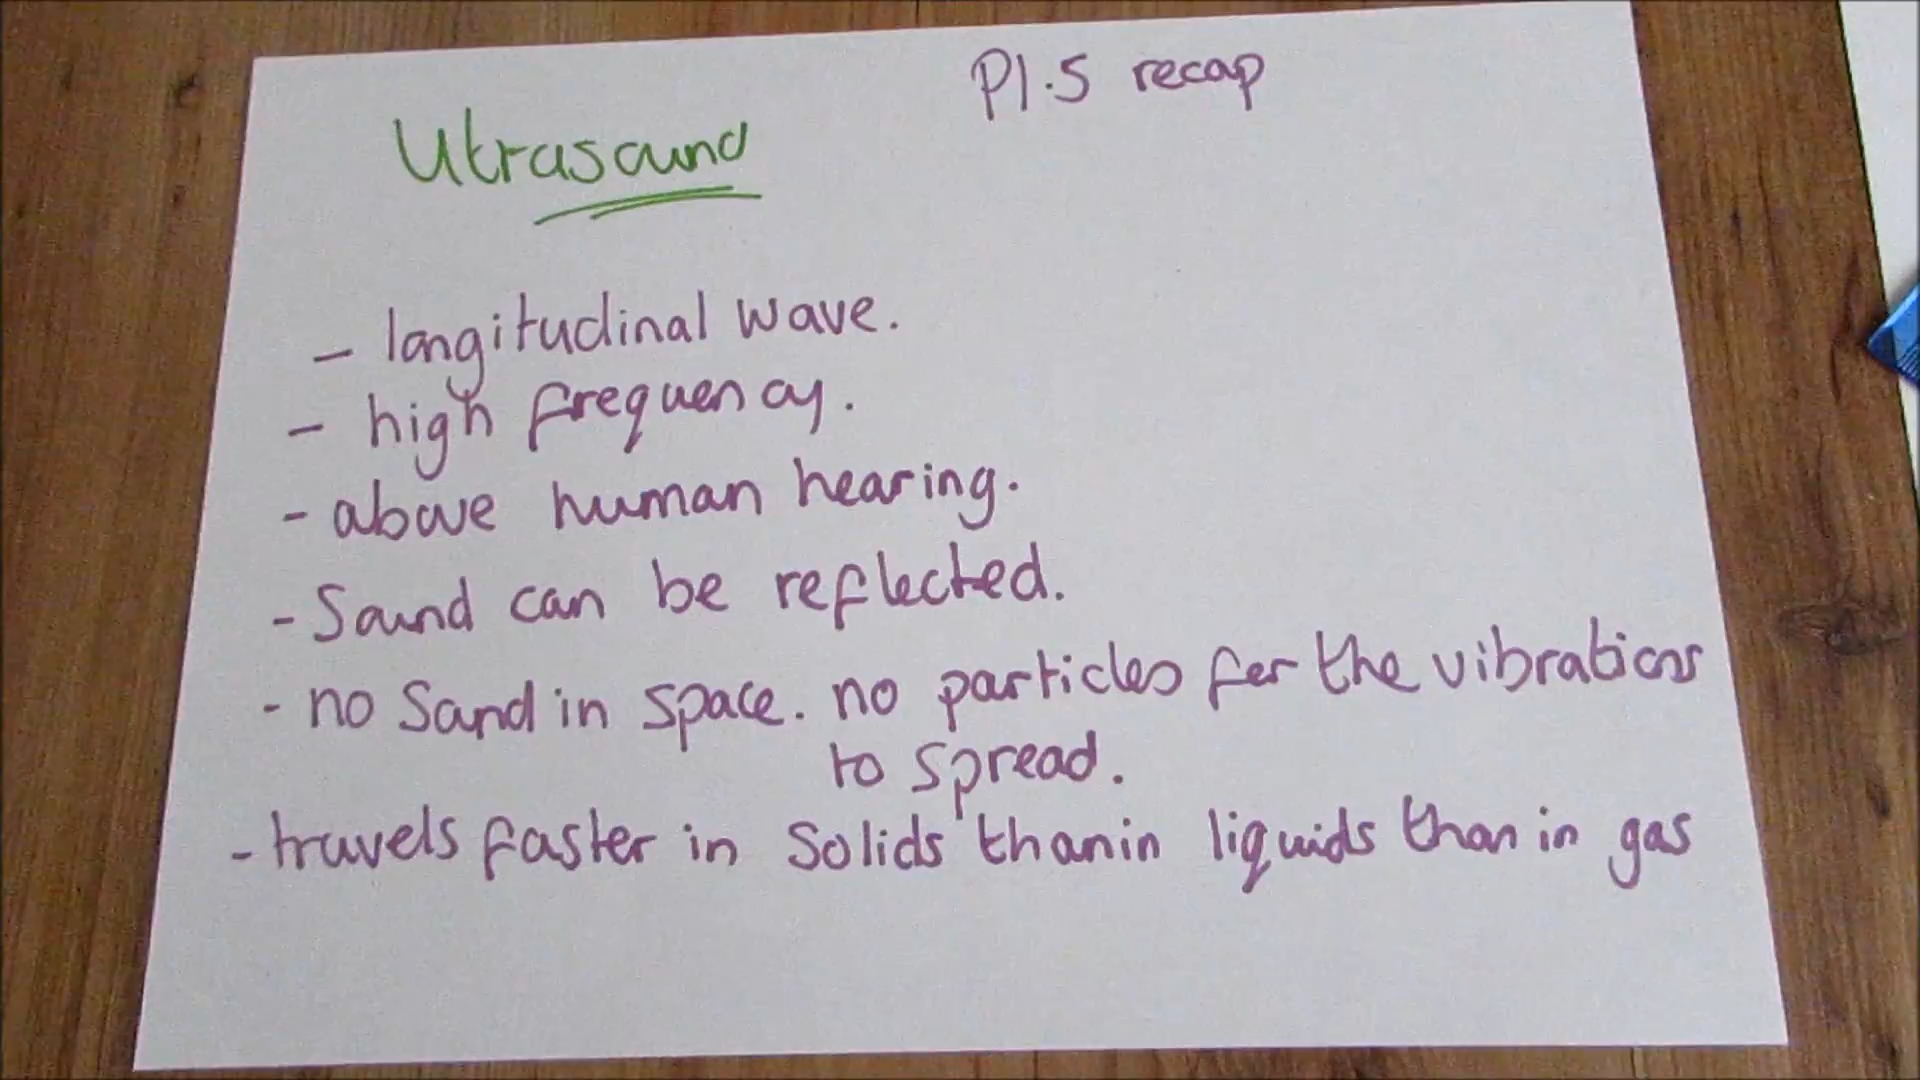 P1.5 recap
Utrasound
- longitudinal wave.
- high frequency.
- above human hearing.
- Sound can be reflected.
- no Sound in space. no particles for the vibrations
to spread.
- travels faster in solids than in liquids than in gas